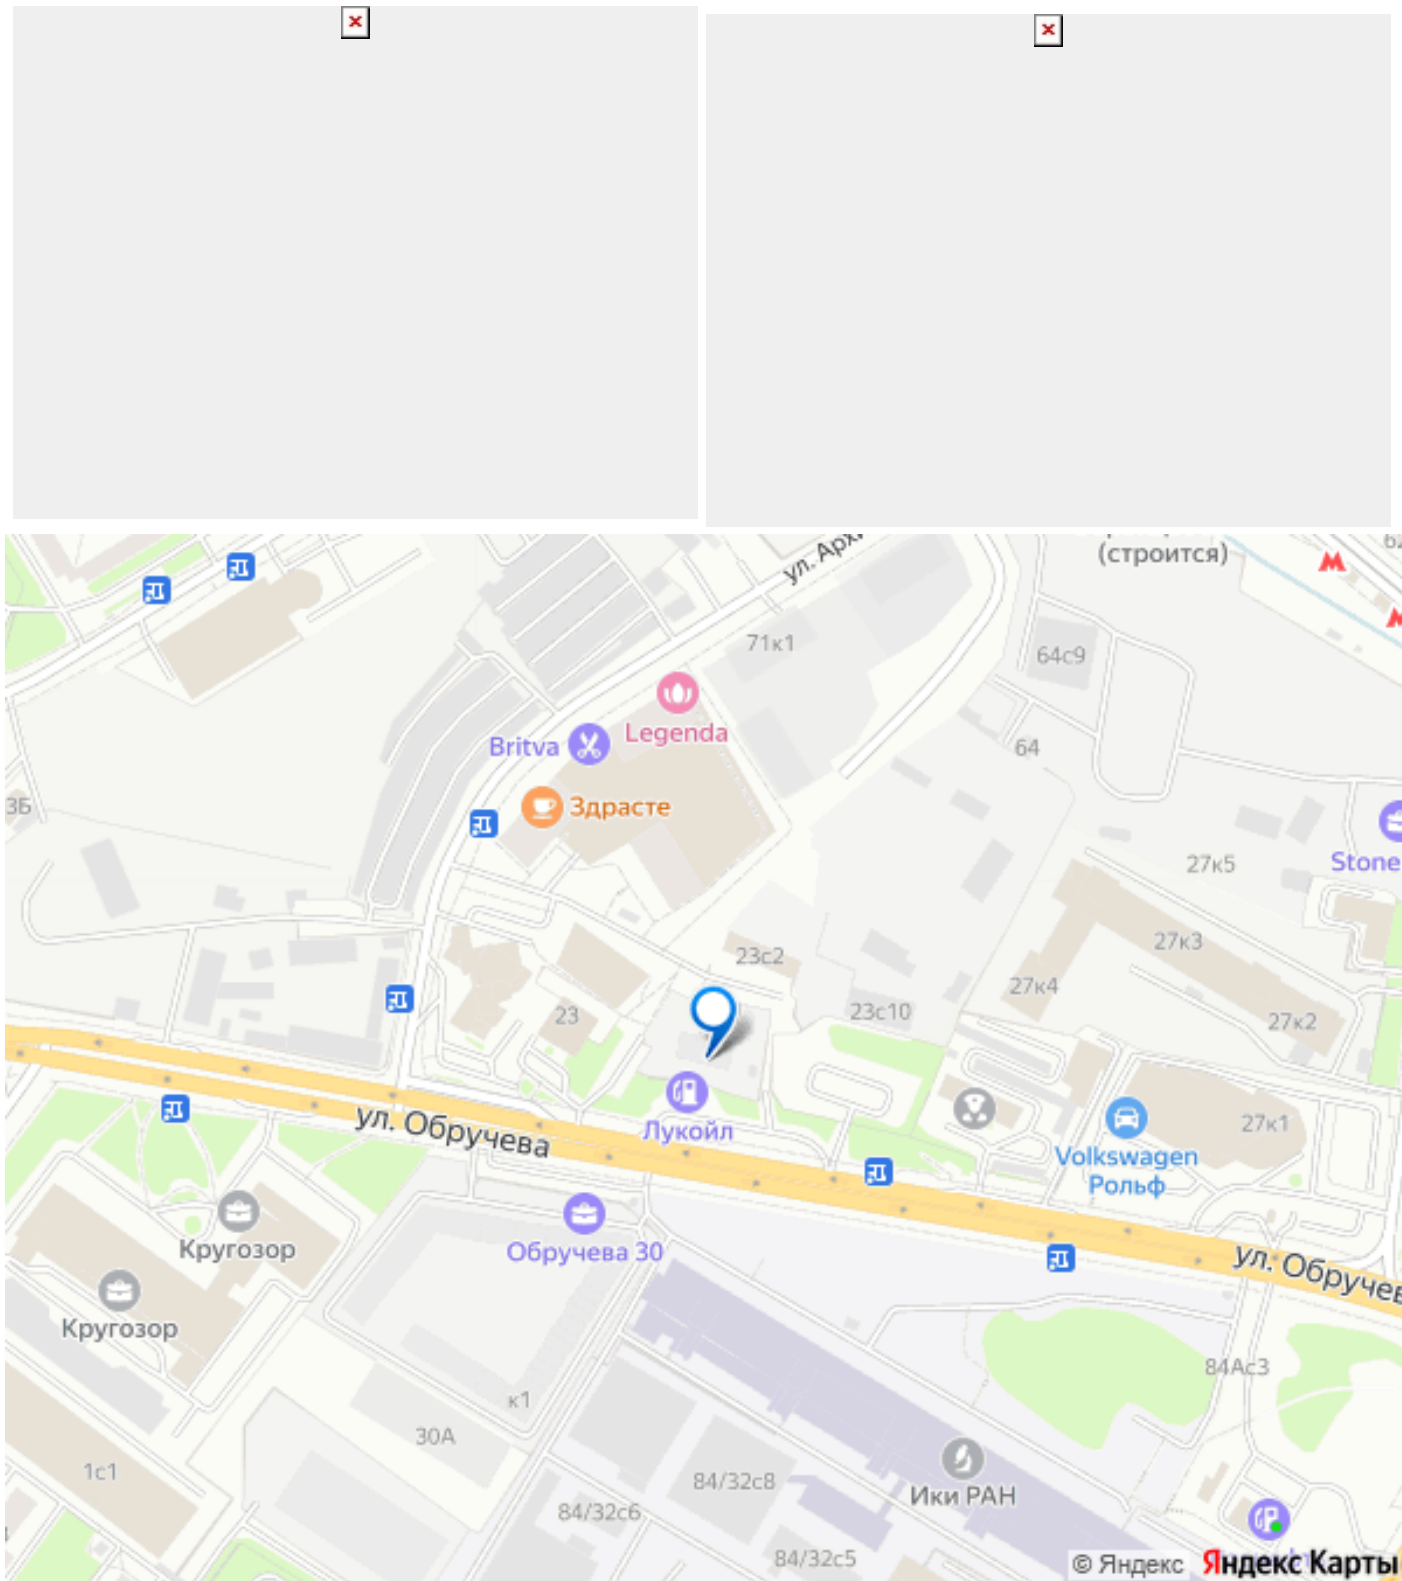 (строится)
ул. Арх
71к1
64с9
Legenda
Britva
64
Здрасте
3Б
27к5
Stone
27к3
23с2
27к4
23
23с10
27к2
ул. Обручева
Лукойл
27к1
Volkswagen
Рольф
Кругозор
Обручева 30
ул. Обручев
Кругозор
84Ас3
к1
30А
1с1
84/32с8
Ики РАН
84/32с6
84/32с5
© Яндекс Яндекс Карты